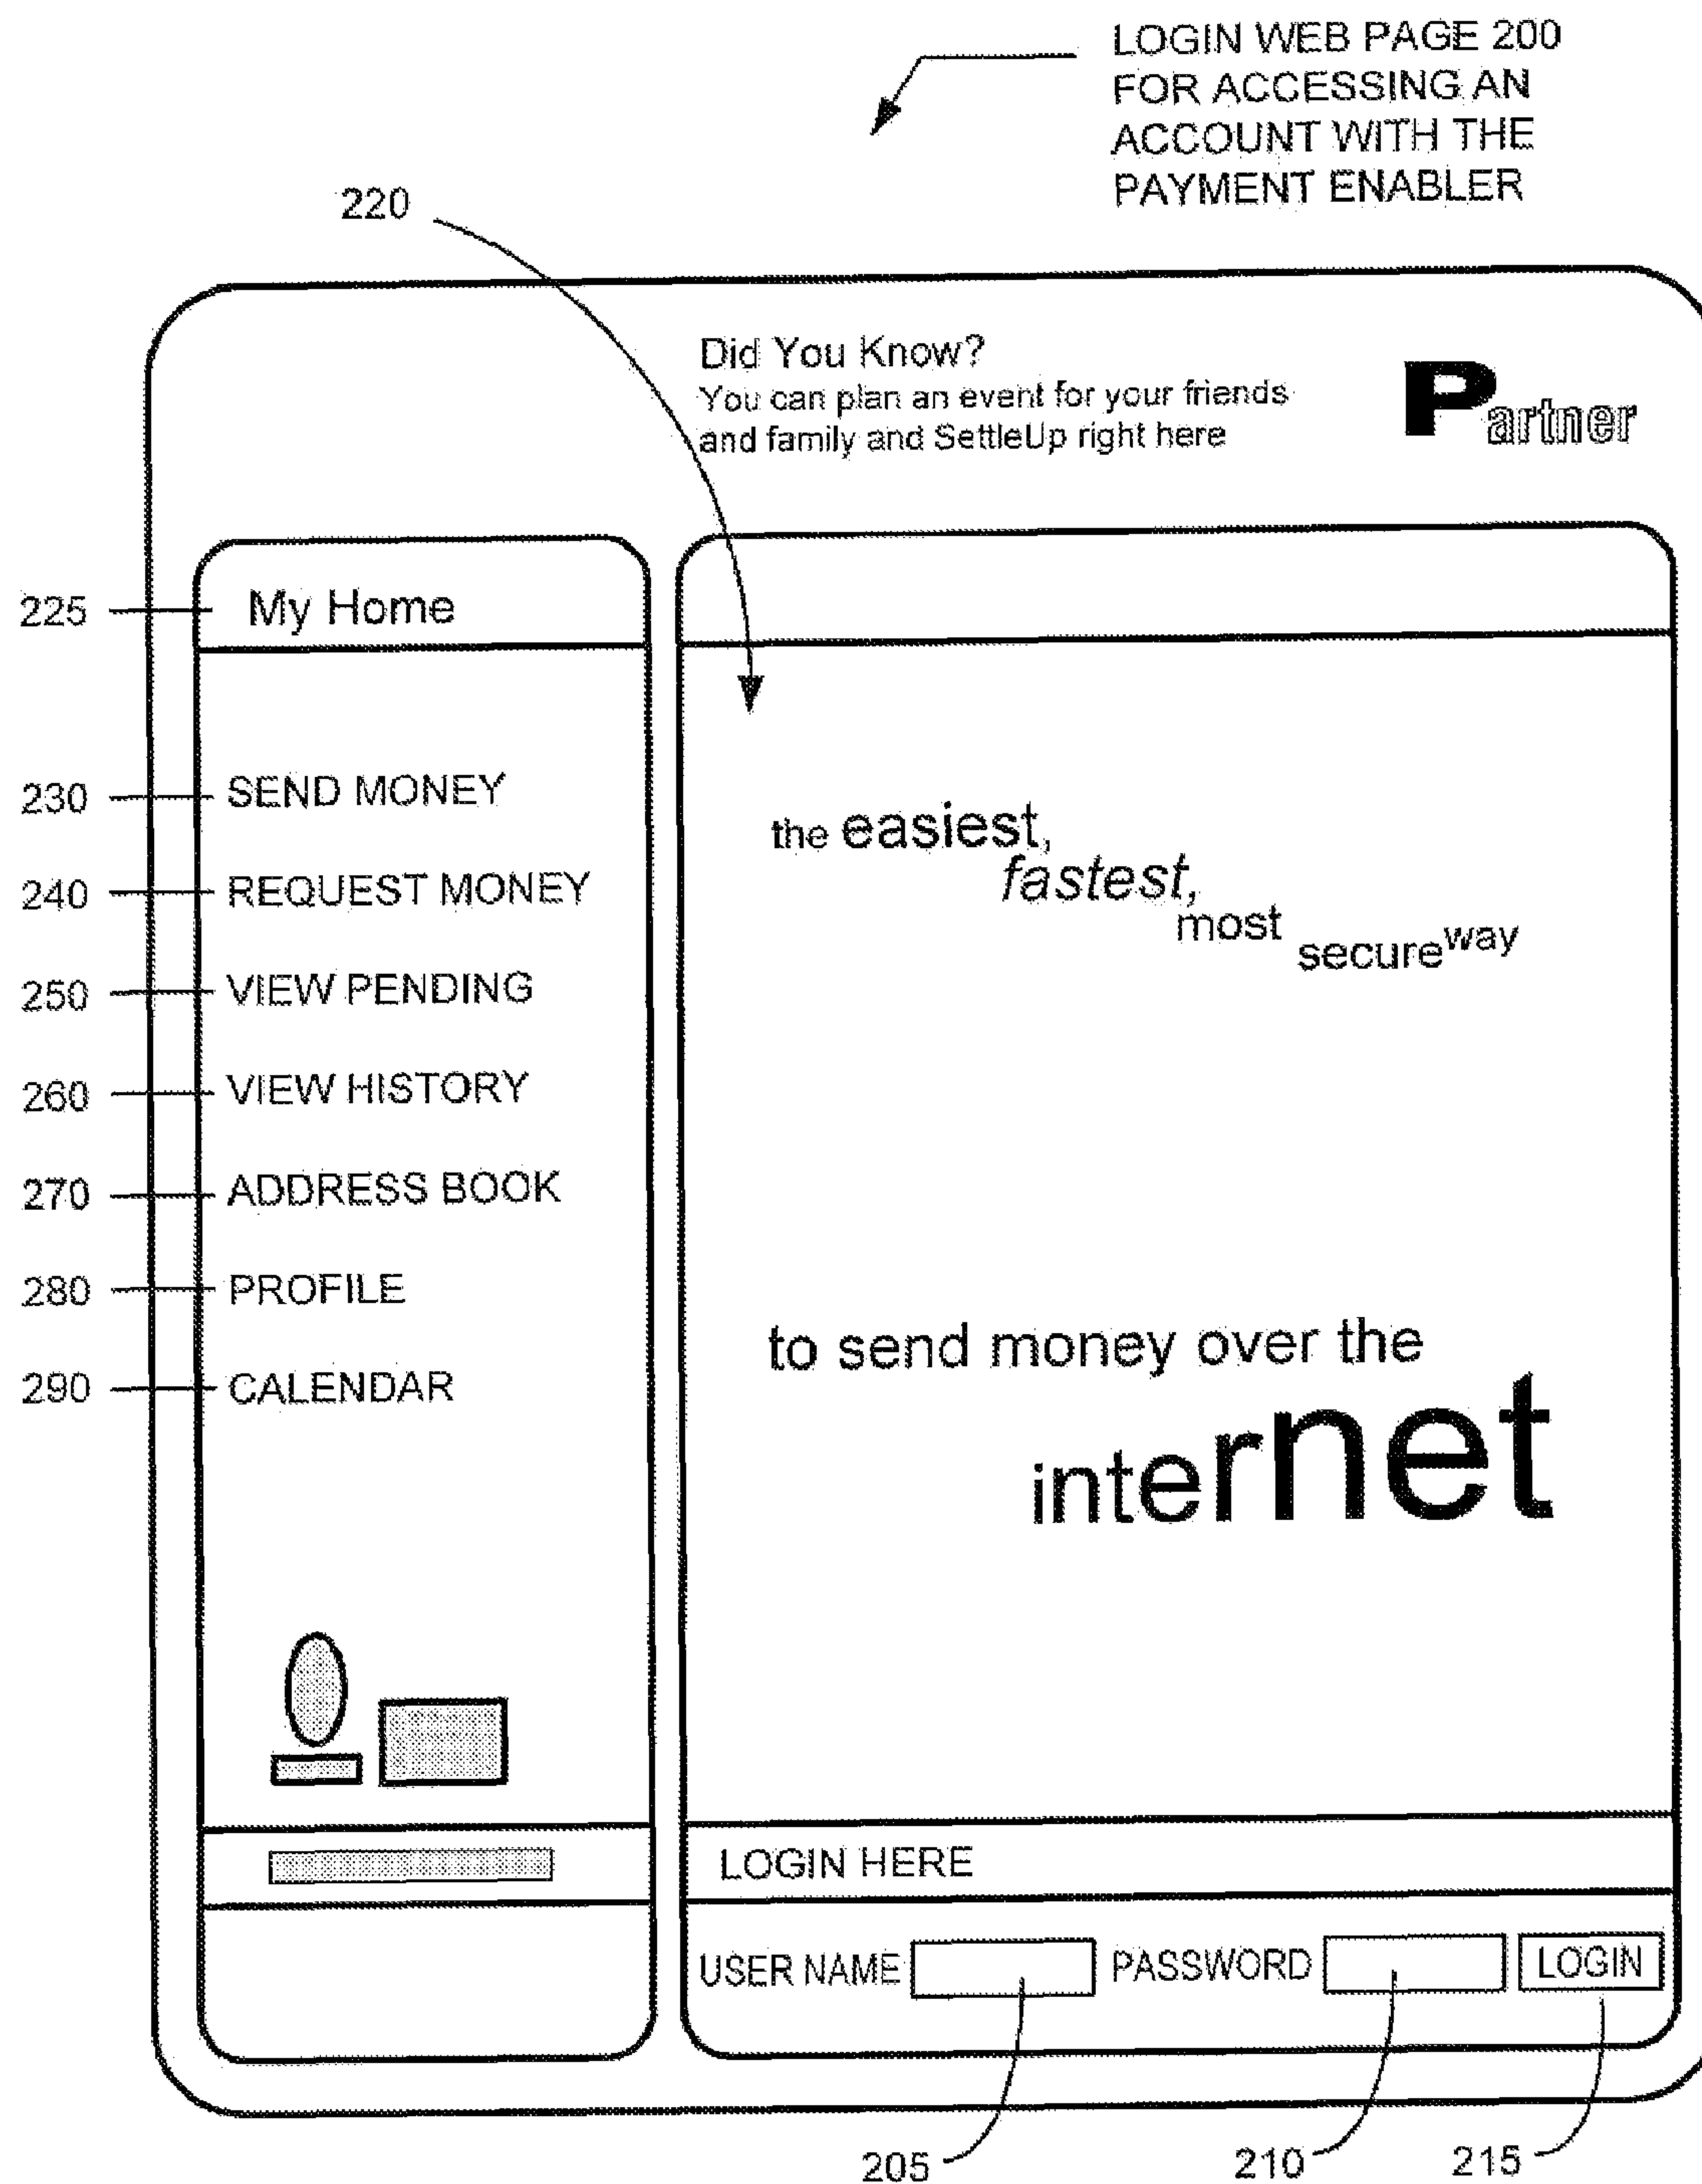 LOGIN WEB PAGE 200
FOR ACCESSING AN
ACCOUNT WITH THE
PAYMENT ENABLER
220
Did You Know?
You can plan an event for your friends
and family and SettleUp right here
Partner
225 My Home
230 SEND MONEY
240 REQUEST MONEY
250 VIEW PENDING
260 VIEW HISTORY
270 ADDRESS BOOK
280 PROFILE
290 CALENDAR
the easiest,
fastest,
most secure way
to send money over the
internet
LOGIN HERE
USER NAME PASSWORD LOGIN
205 210 215